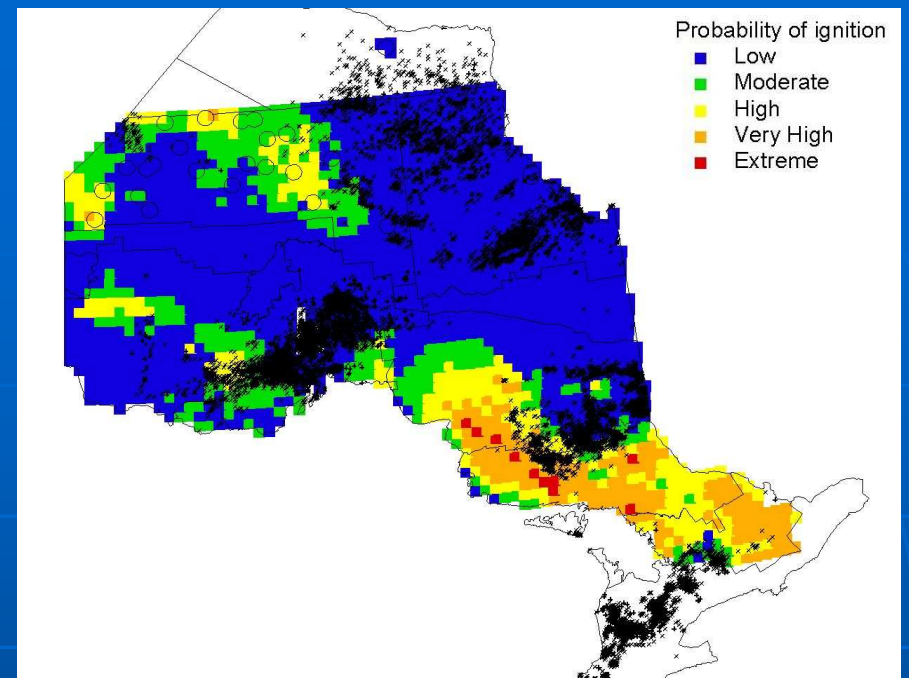 Probability of ignition
Low
Moderate
High
Very High
Extreme